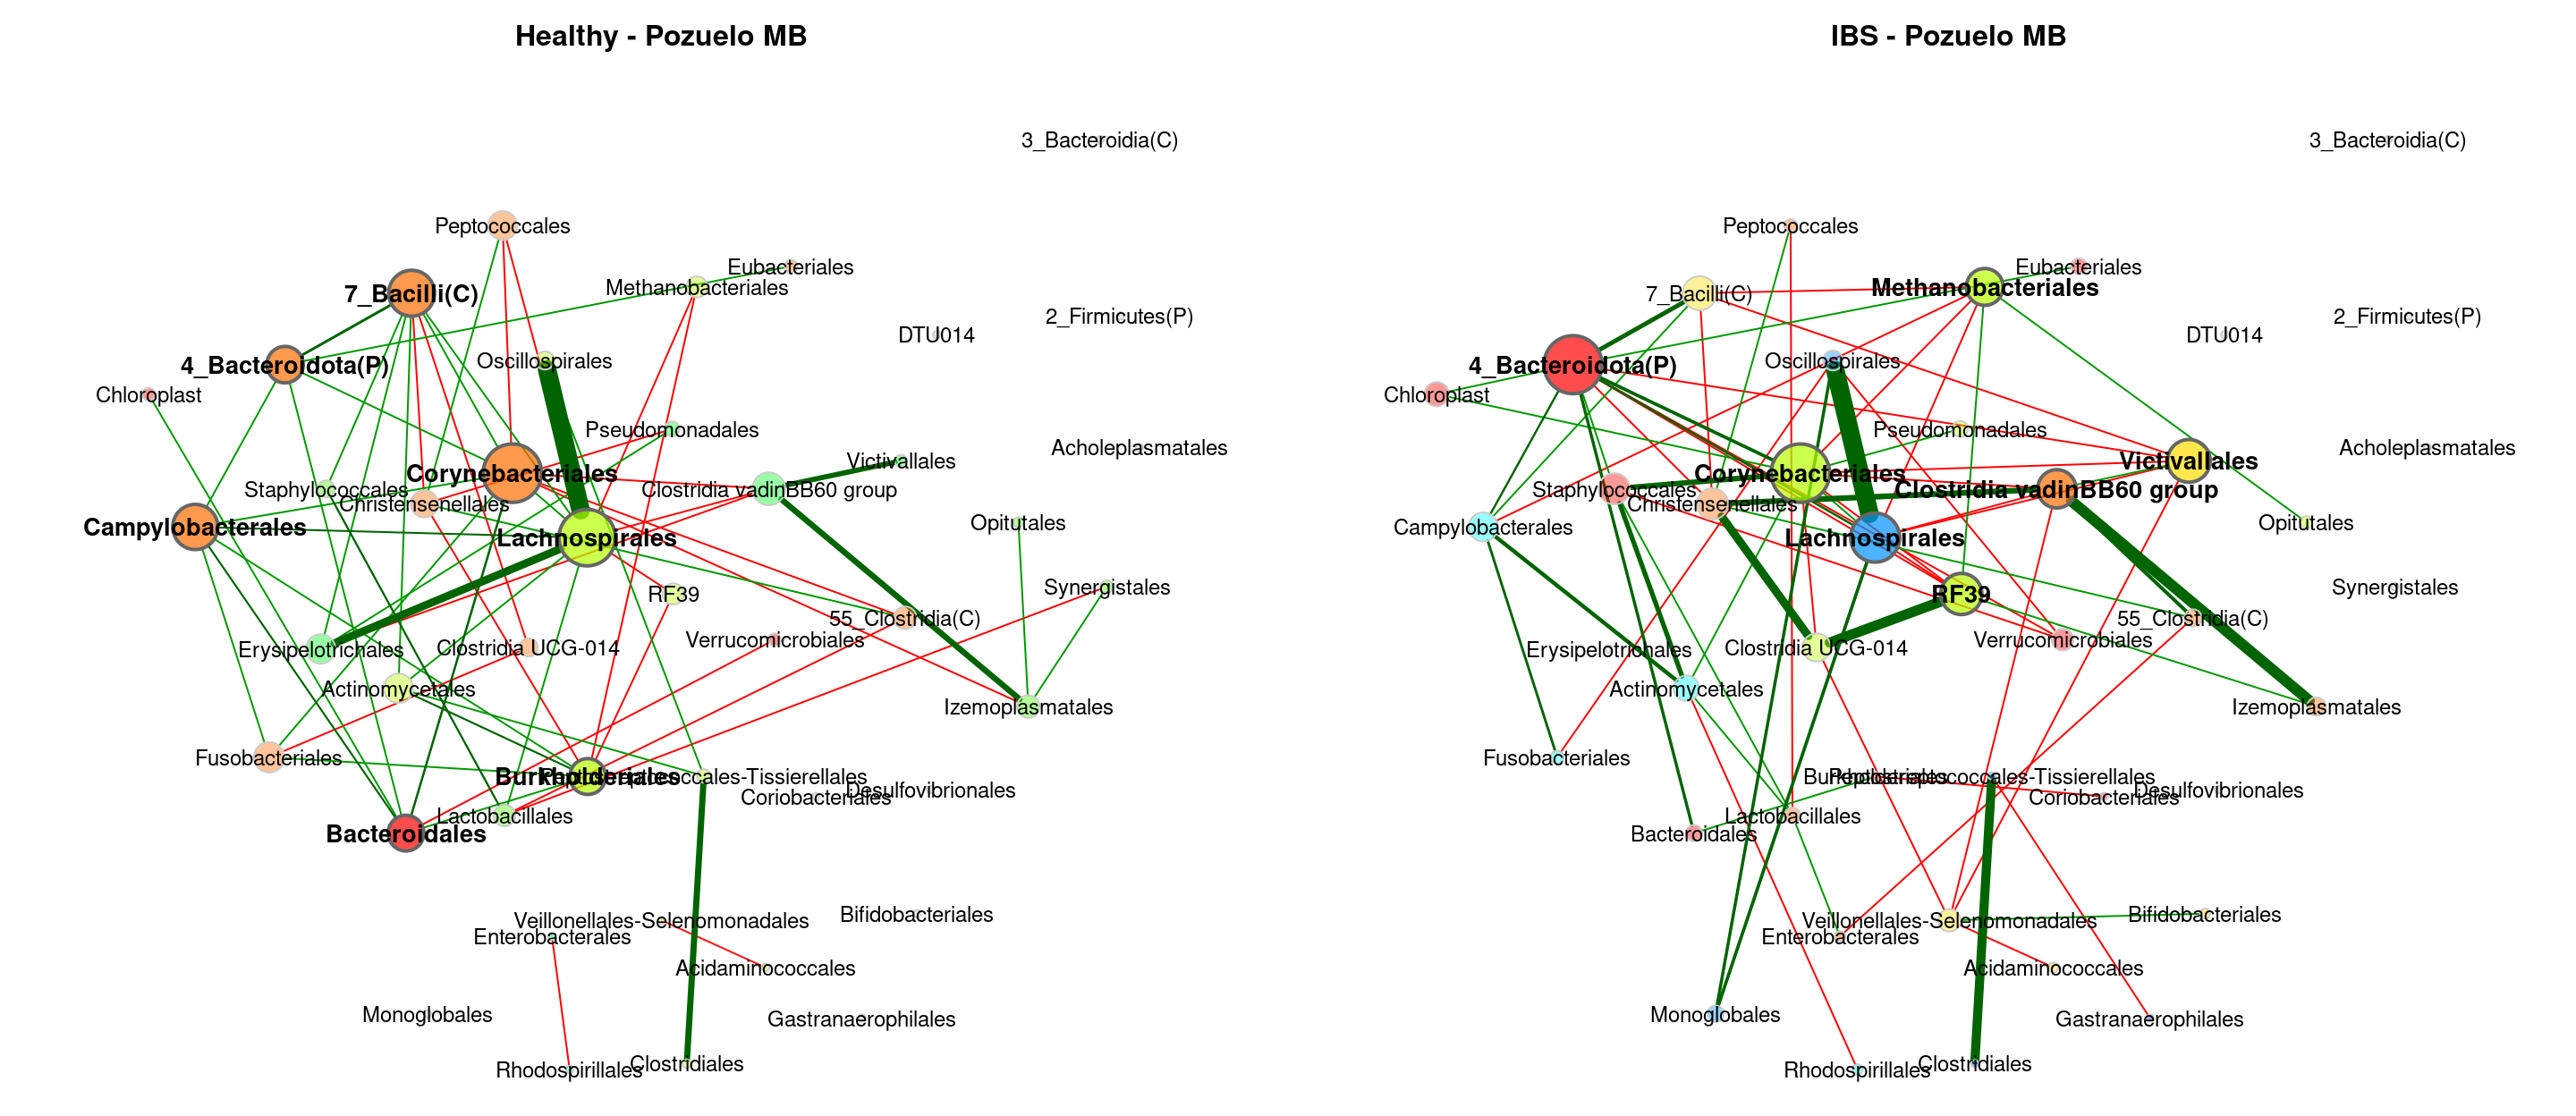 Healthy - Pozuelo MB
3_Bacteroidia(C)
Peptococcales
Eubacteriales
Methanobacteriales
7_Bacilli(C)
2_Firmicutes(P)
DTU014
Oscillospirales
4_Bacteroidota(P)
Chloroplast
Pseudomonadales
Acholeplasmatales
Victivallales
Corynebacteriales
Staphylococcales
Clostridia vadinBB60 group
Christensenellales
Opitutales
Campylobacterales
Lachnospirales
Synergistales
RF39
55_Clostridia(C)
Verrucomicrobiales
Erysipelotrichales
Clostridia UCG-014
Actinomycetales
Izemoplasmatales
Fusobacteriales
Burkholderiales
Peptostreptococcales-Tissierellales
Desulfovibrionales
Coriobacteriales
Lactobacillales
Bacteroidales
Bifidobacteriales
Veillonellales-Selenomonadales
Enterobacterales
Acidaminococcales
Monoglobales
Gastranaerophilales
Clostridiales
Rhodospirillales
IBS - Pozuelo MB
3_Bacteroidia(C)
Peptococcales
Eubacteriales
Methanobacteriales
7_Bacilli(C)
2_Firmicutes(P)
DTU014
Oscillospirales
4_Bacteroidota(P)
Chloroplast
Pseudomonadales
Acholeplasmatales
Victivallales
Corynebacteriales
Staphylococcales
Clostridia vadinBB60 group
Christensenellales
Opitutales
Campylobacterales
Lachnospirales
Synergistales
RF39
55_Clostridia(C)
Verrucomicrobiales
Erysipelotrichales
Clostridia UCG-014
Actinomycetales
Izemoplasmatales
Fusobacteriales
Burkholderiales
Peptostreptococcales-Tissierellales
Desulfovibrionales
Coriobacteriales
Lactobacillales
Bacteroidales
Bifidobacteriales
Veillonellales-Selenomonadales
Enterobacterales
Acidaminococcales
Monoglobales
Gastranaerophilales
Clostridiales
Rhodospirillales